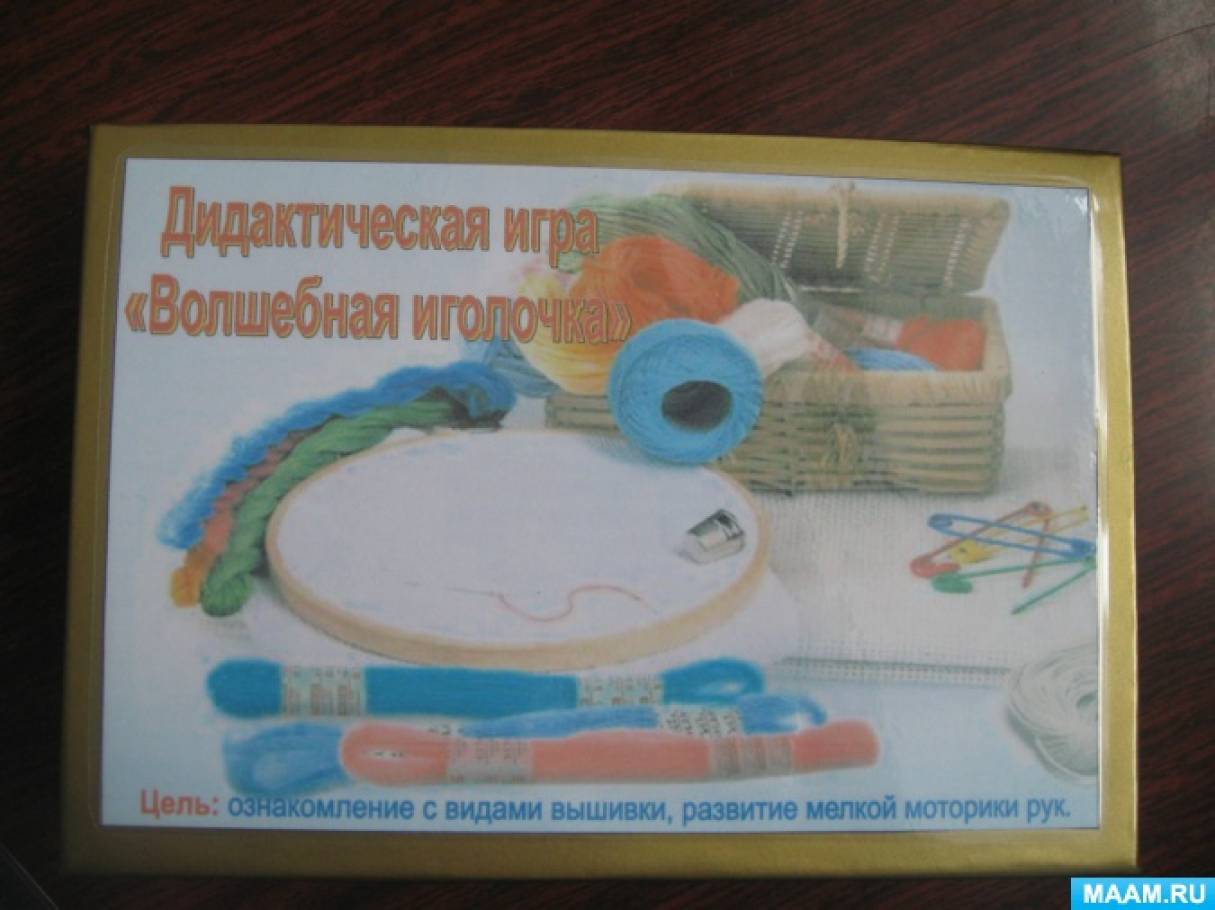 Дидактическая игра
«Волшебная иголочка»
Цель: ознакомление с видами вышивки, развитие мелкой моторики рук.
MAAM.RU